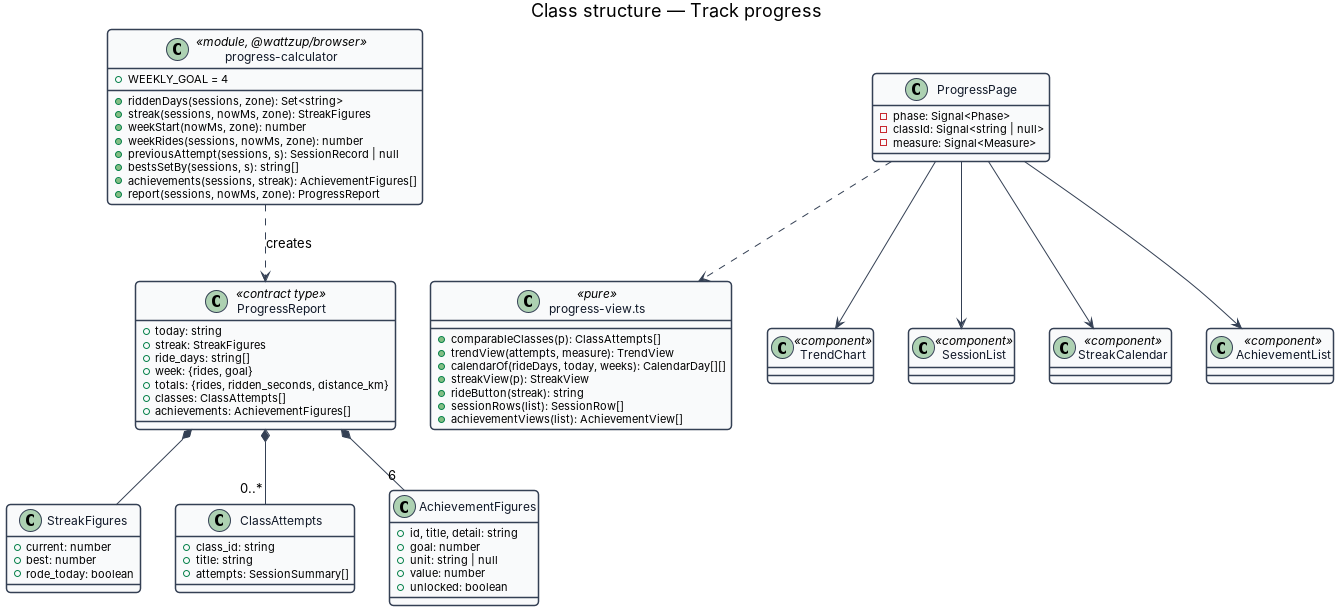 Class structure — Track progress
«module, @wattzup/browser»
progress-calculator
WEEKLY_GOAL = 4
riddenDays(sessions, zone): Set<string>
streak(sessions, nowMs, zone): StreakFigures
weekStart(nowMs, zone): number
weekRides(sessions, nowMs, zone): number
previousAttempt(sessions, s): SessionRecord | null
bestsSetBy(sessions, s): string[]
achievements(sessions, streak): AchievementFigures[]
report(sessions, nowMs, zone): ProgressReport
ProgressPage
phase: Signal<Phase>
classId: Signal<string | null>
measure: Signal<Measure>
creates
«contract type»
ProgressReport
today: string
streak: StreakFigures
ride_days: string[]
week: {rides, goal}
totals: {rides, ridden_seconds, distance_km}
classes: ClassAttempts[]
achievements: AchievementFigures[]
«pure»
progress-view.ts
comparableClasses(p): ClassAttempts[]
trendView(attempts, measure): TrendView
calendarOf(rideDays, today, weeks): CalendarDay[][]
streakView(p): StreakView
rideButton(streak): string
sessionRows(list): SessionRow[]
achievementViews(list): AchievementView[]
«component»
TrendChart
«component»
SessionList
«component»
StreakCalendar
«component»
AchievementList
0..*
6
StreakFigures
current: number
best: number
rode_today: boolean
ClassAttempts
class_id: string
title: string
attempts: SessionSummary[]
AchievementFigures
id, title, detail: string
goal: number
unit: string | null
value: number
unlocked: boolean